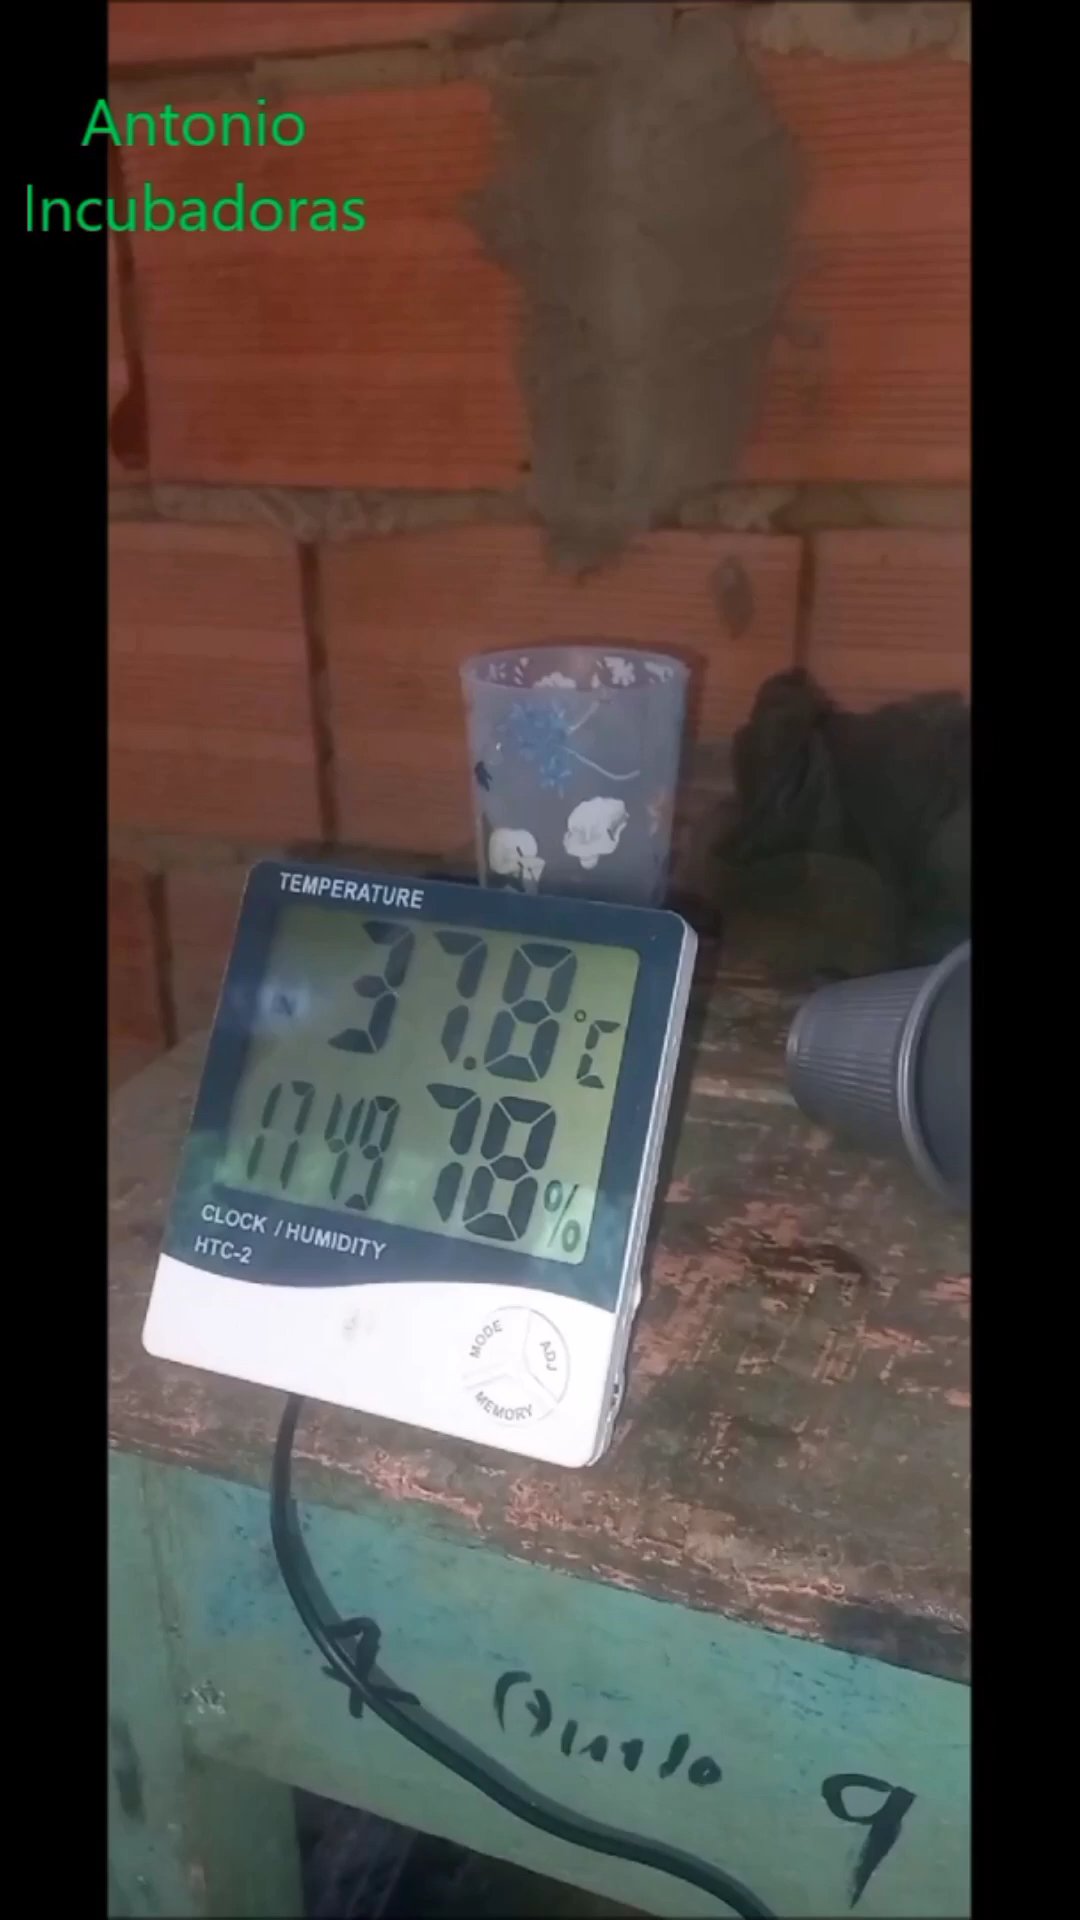 Antonio
Incubadoras
TEMPERATURE
37.8 °C
17 49 78 %
CLOCK / HUMIDITY
HTC-2
MODE
ADJ
MEMORY
9